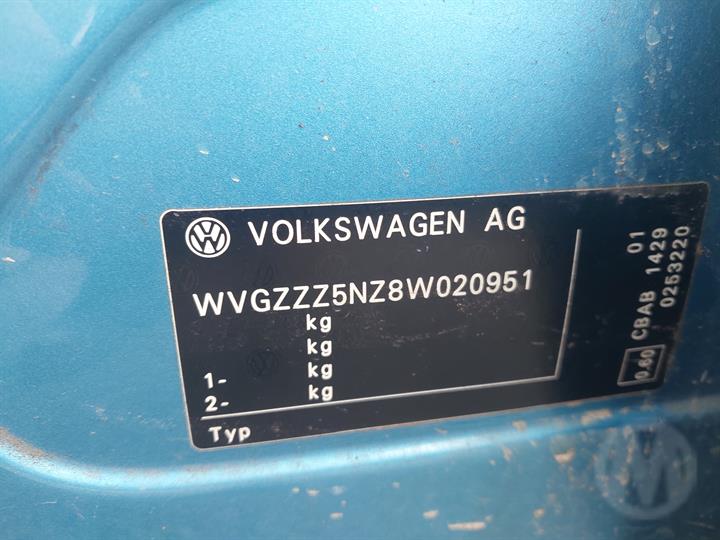 VOLKSWAGEN AG
WVGZZZ5NZ8W020951
kg
kg
1- kg
2- kg
Typ
01
CBAB 1429
0.60 0253220